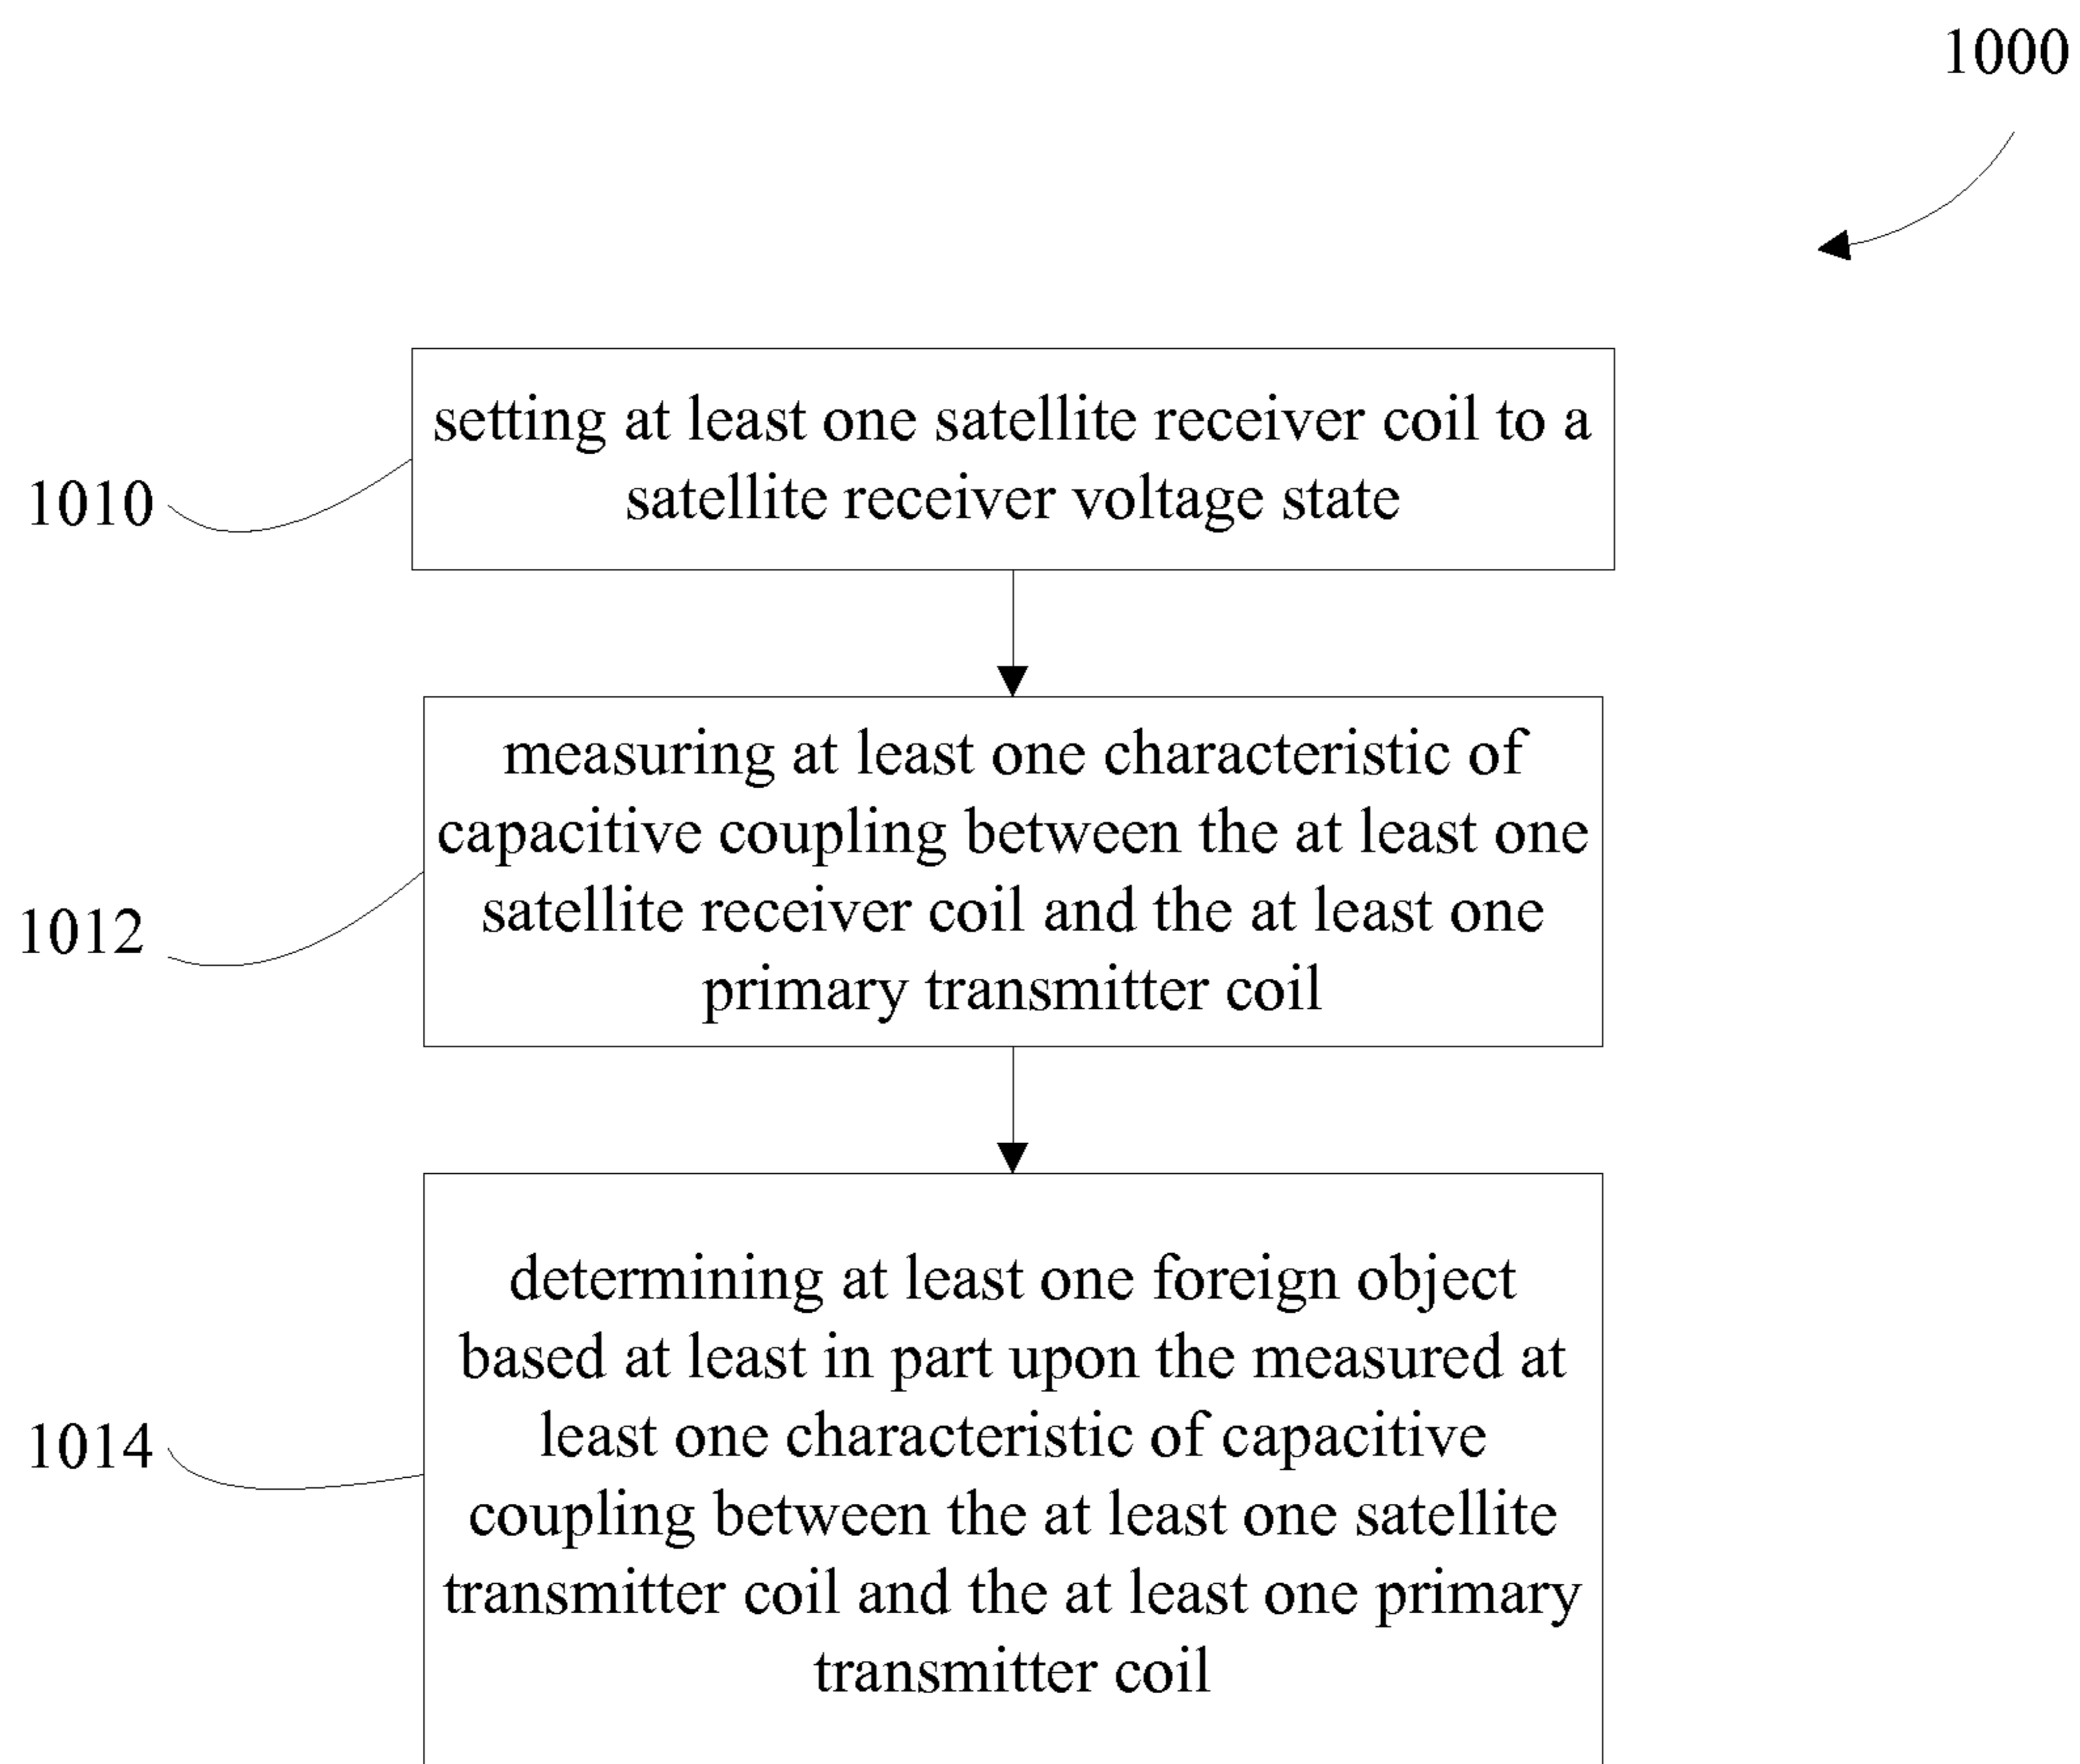 1000
setting at least one satellite receiver coil to a
satellite receiver voltage state
1010
measuring at least one characteristic of
capacitive coupling between the at least one
satellite receiver coil and the at least one
primary transmitter coil
1012
determining at least one foreign object
based at least in part upon the measured at
least one characteristic of capacitive
coupling between the at least one satellite
transmitter coil and the at least one primary
transmitter coil
1014